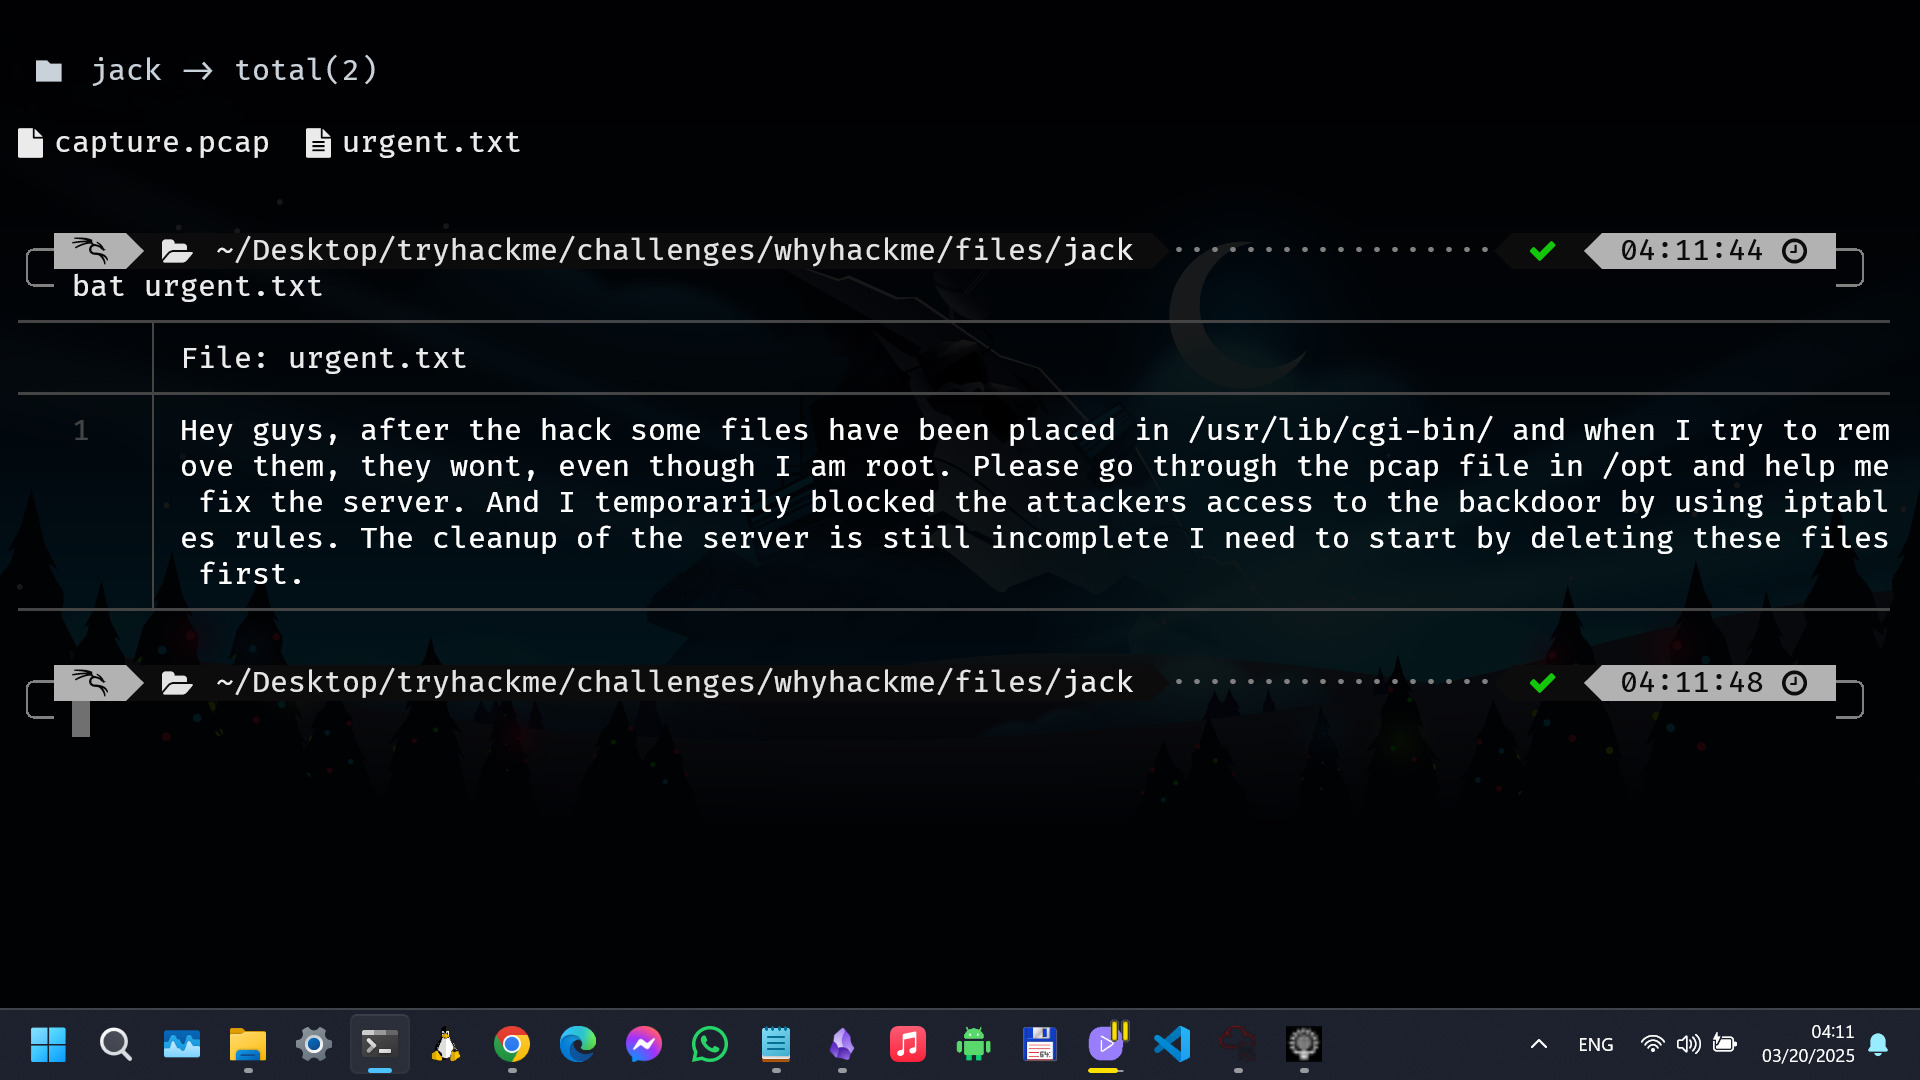 jack → total(2)
capture.pcap urgent.txt
~/Desktop/tryhackme/challenges/whyhackme/files/jack 04:11:44
bat urgent.txt
File: urgent.txt
1 Hey guys, after the hack some files have been placed in /usr/lib/cgi-bin/ and when I try to rem
ove them, they wont, even though I am root. Please go through the pcap file in /opt and help me
fix the server. And I temporarily blocked the attackers access to the backdoor by using iptabl
es rules. The cleanup of the server is still incomplete I need to start by deleting these files
first.
~/Desktop/tryhackme/challenges/whyhackme/files/jack 04:11:48
64
ENG
04:11
03/20/2025